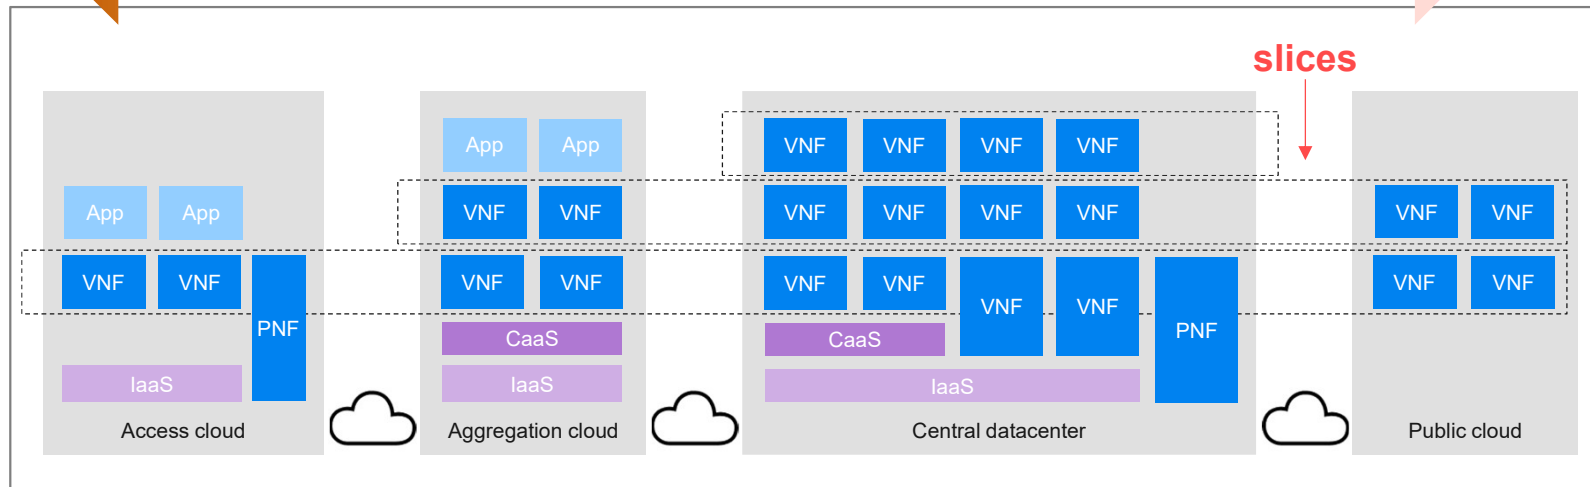 slices
App App
VNF VNF
PNF
IaaS
Access cloud
App App
VNF VNF
VNF VNF
CaaS
IaaS
Aggregation cloud
VNF VNF VNF VNF
VNF VNF VNF VNF
VNF VNF VNF VNF
PNF
CaaS
IaaS
Central datacenter
VNF VNF
VNF VNF
Public cloud